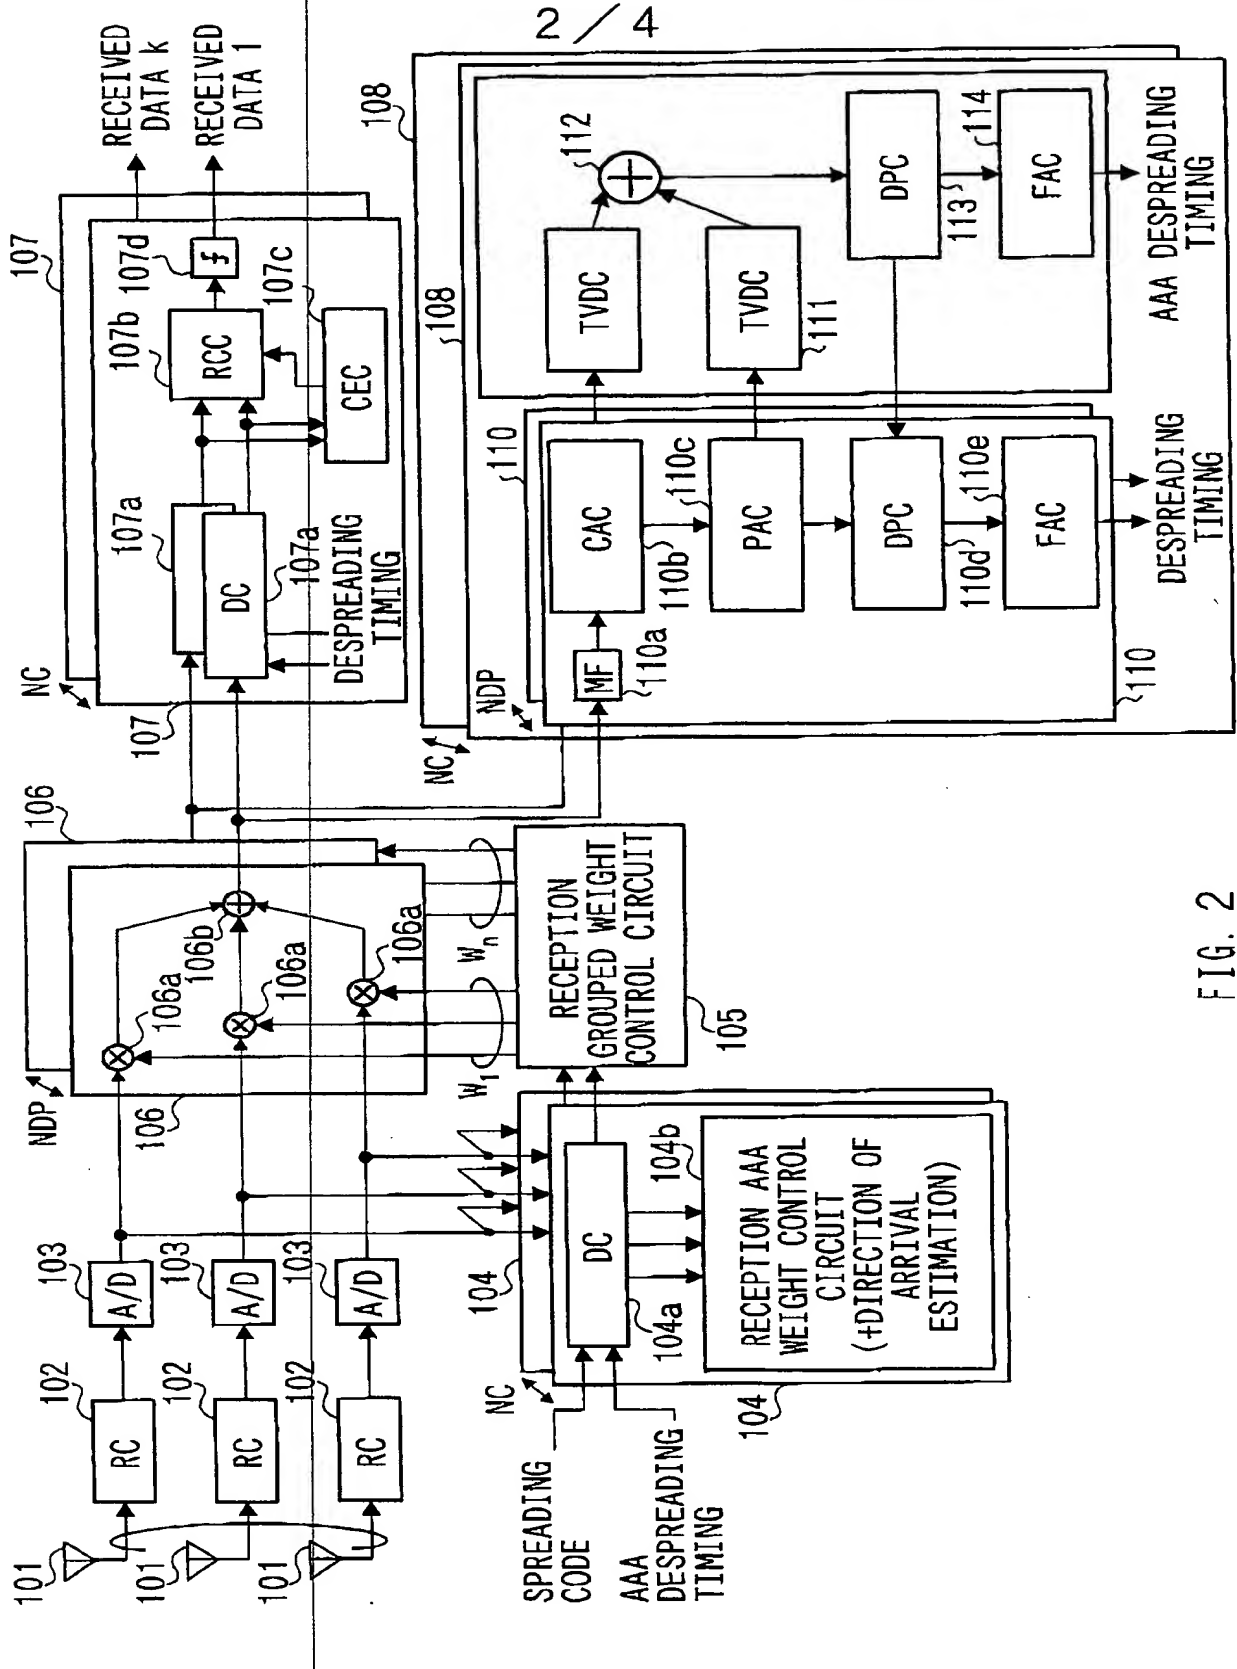 2/4
RECEIVED
DATA k
RECEIVED
DATA 1
101
101
101
102
RC
102
RC
102
RC
103
A/D
103
A/D
103
A/D
NDP
106
106
106a
106a
106a
106b
W1
Wn
RECEPTION
GROUPED WEIGHT
CONTROL CIRCUIT
105
SPREADING
CODE
AAA
DESPREADING
TIMING
NC
104
104
DC
104a
104b
RECEPTION AAA
WEIGHT CONTROL
CIRCUIT
(+DIRECTION OF
ARRIVAL
ESTIMATION)
NC
107
107
107a
DC
107a
DESPREADING
TIMING
107b
RCC
107c
CEC
107d
NC
108
108
NDP
110
110
MF
110a
CAC
110b
PAC
110c
DPC
110d
FAC
110e
TVDC
TVDC
111
112
DPC
113
FAC
114
DESPREADING
TIMING
AAA DESPREADING
TIMING
FIG. 2